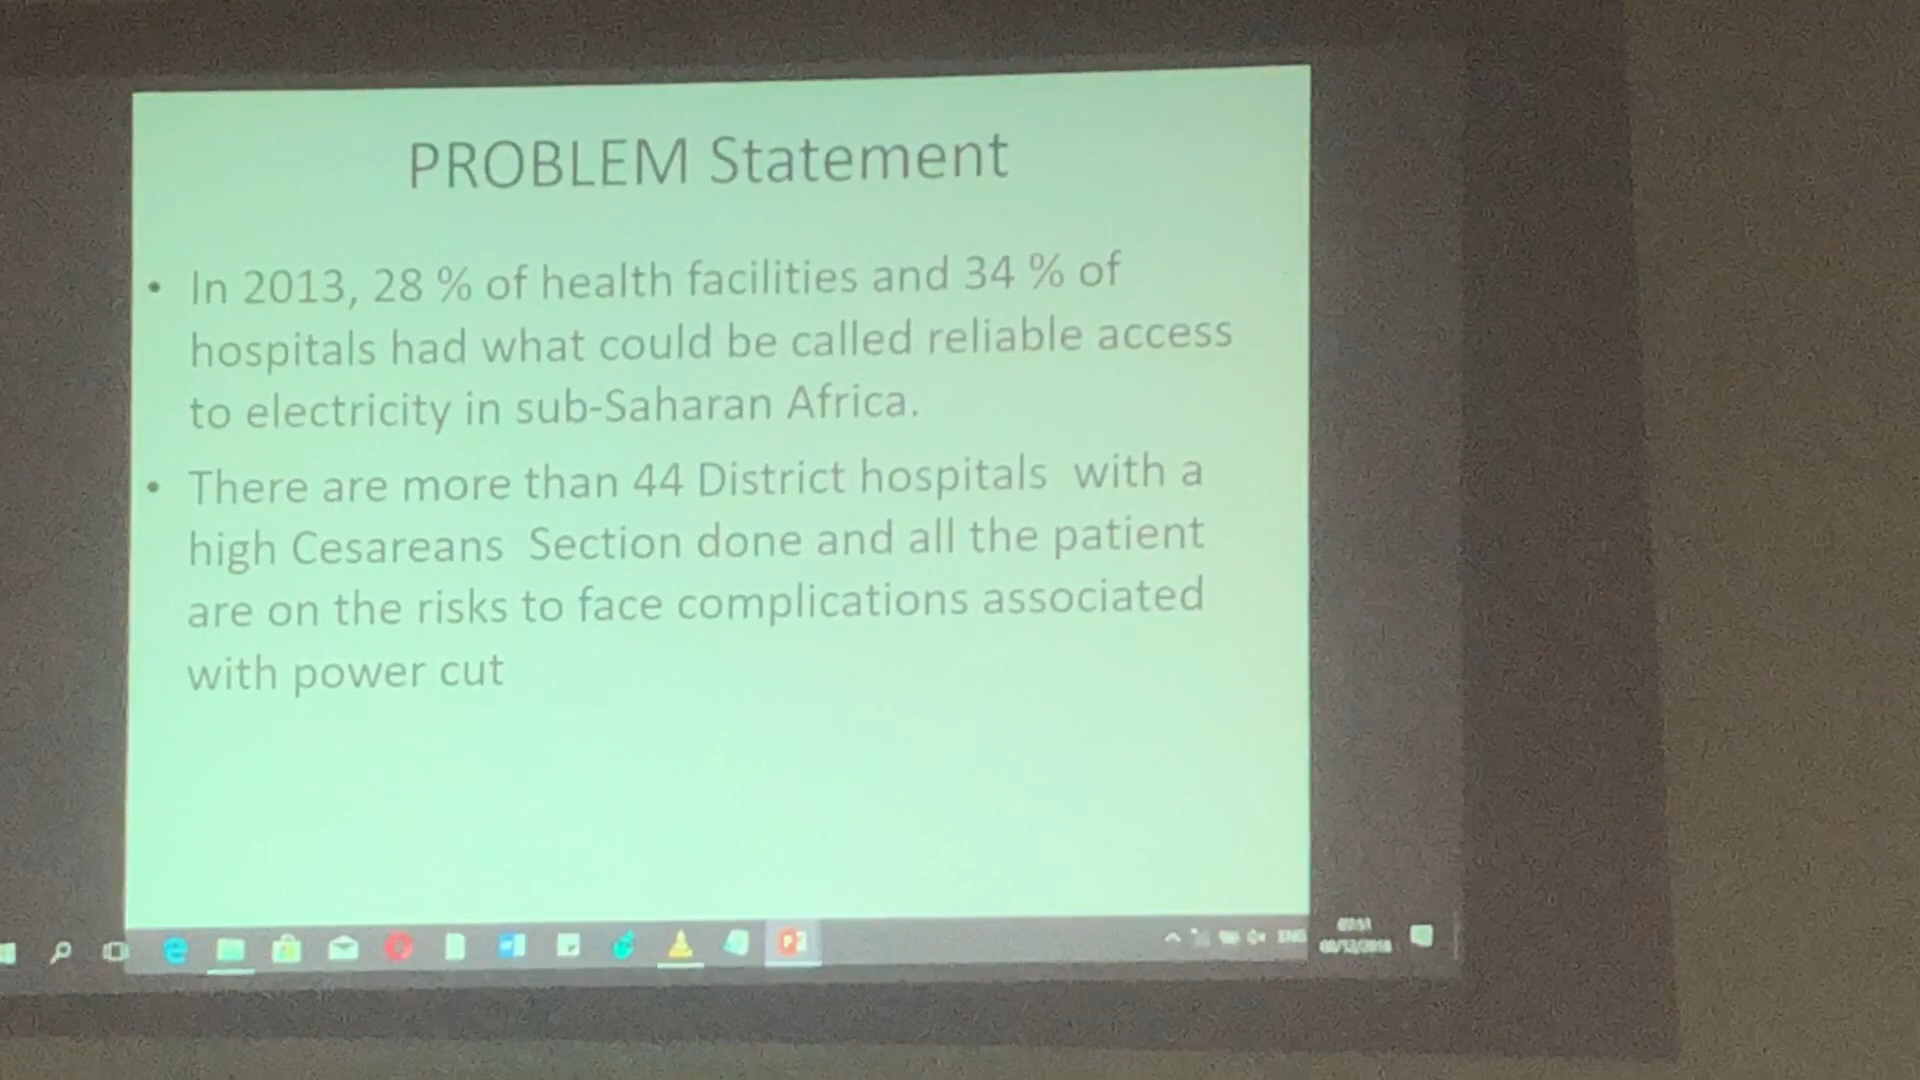 PROBLEM Statement
• In 2013, 28 % of health facilities and 34 % of
hospitals had what could be called reliable access
to electricity in sub-Saharan Africa.
• There are more than 44 District hospitals with a
high Cesareans Section done and all the patient
are on the risks to face complications associated
with power cut
ENG